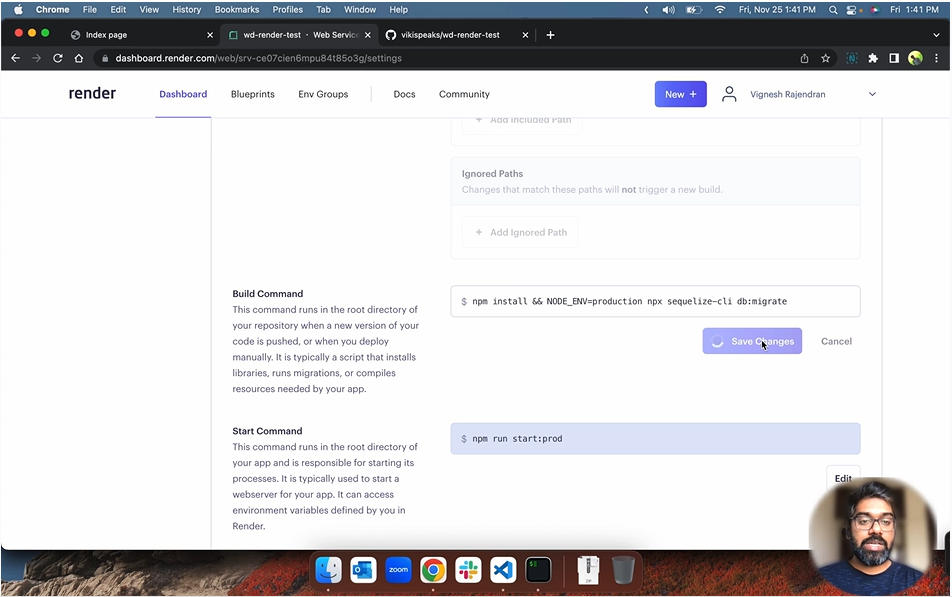 Chrome File Edit View History Bookmarks Profiles Tab Window Help Fri, Nov 25 1:41 PM Fri 1:41 PM
Index page wd-render-test · Web Service vikispeaks/wd-render-test
dashboard.render.com/web/srv-ce07cien6mpu84t85o3g/settings
render Dashboard Blueprints Env Groups Docs Community New + Vignesh Rajendran
+ Add Included Path
Ignored Paths
Changes that match these paths will not trigger a new build.
+ Add Ignored Path
Build Command
This command runs in the root directory of
your repository when a new version of your
code is pushed, or when you deploy
manually. It is typically a script that installs
libraries, runs migrations, or compiles
resources needed by your app.
$ npm install && NODE_ENV=production npx sequelize-cli db:migrate
Save Changes Cancel
Start Command
This command runs in the root directory of
your app and is responsible for starting its
processes. It is typically used to start a
webserver for your app. It can access
environment variables defined by you in
Render.
$ npm run start:prod
Edit
zoom
ZIP